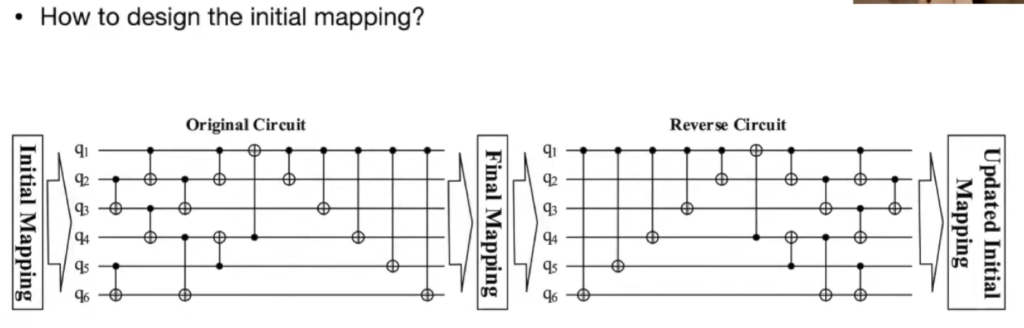 • How to design the initial mapping?
Original Circuit
Reverse Circuit
Initial Mapping
q1
q2
q3
q4
q5
q6
Final Mapping
q1
q2
q3
q4
q5
q6
Updated Initial
Mapping